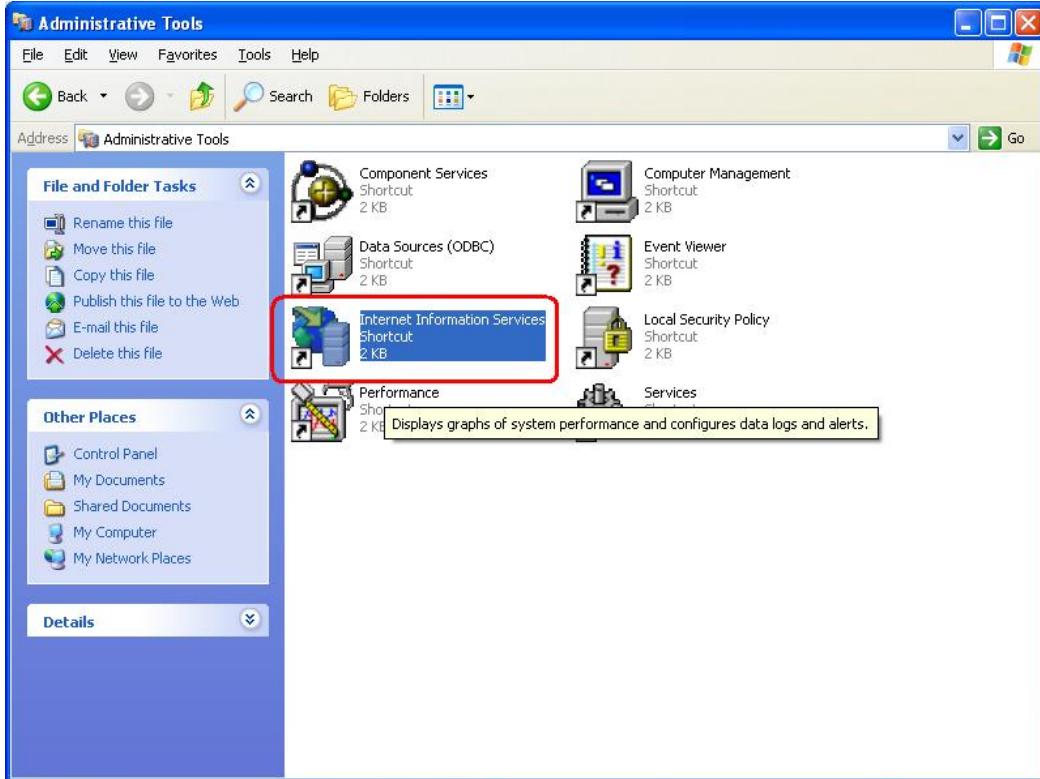 Administrative Tools
File Edit View Favorites Tools Help
Back Search Folders
Address Administrative Tools Go
File and Folder Tasks
Rename this file
Move this file
Copy this file
Publish this file to the Web
E-mail this file
Delete this file
Other Places
Control Panel
My Documents
Shared Documents
My Computer
My Network Places
Details
Component Services
Shortcut
2 KB
Computer Management
Shortcut
2 KB
Data Sources (ODBC)
Shortcut
2 KB
Event Viewer
Shortcut
2 KB
Internet Information Services
Shortcut
2 KB
Local Security Policy
Shortcut
2 KB
Performance
Services
Displays graphs of system performance and configures data logs and alerts.